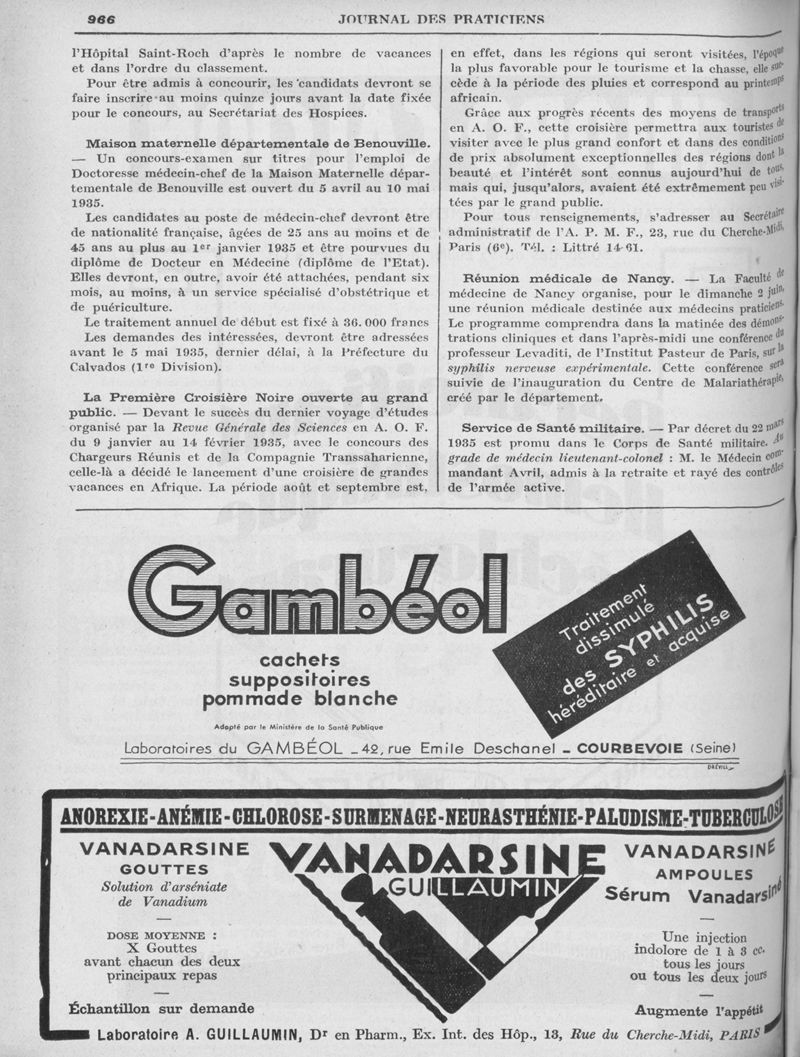 966
JOURNAL DES PRATICIENS
l'Hôpital Saint-Roch d'après le nombre de vacances
et dans l'ordre du classement.
Pour être admis à concourir, les candidats devront se
faire inscrire au moins quinze jours avant la date fixée
pour le concours, au Secrétariat des Hospices.
Maison maternelle départementale de Benouville.
— Un concours-examen sur titres pour l'emploi de
Doctoresse médecin-chef de la Maison Maternelle dépar-
tementale de Benouville est ouvert du 5 avril au 10 mai
1935.
Les candidates au poste de médecin-chef devront être
de nationalité française, âgées de 25 ans au moins et de
45 ans au plus au 1er janvier 1935 et être pourvues du
diplôme de Docteur en Médecine (diplôme de l'Etat).
Elles devront, en outre, avoir été attachées, pendant six
mois, au moins, à un service spécialisé d'obstétrique et
de puériculture.
Le traitement annuel de début est fixé à 36.000 francs
Les demandes des intéressées, devront être adressées
avant le 5 mai 1935, dernier délai, à la Préfecture du
Calvados (1re Division).
La Première Croisière Noire ouverte au grand
public. — Devant le succès du dernier voyage d'études
organisé par la Revue Générale des Sciences en A. O. F.
du 9 janvier au 14 février 1935, avec le concours des
Chargeurs Réunis et de la Compagnie Transsaharienne,
celle-là a décidé le lancement d'une croisière de grandes
vacances en Afrique. La période août et septembre est,
en effet, dans les régions qui seront visitées, l'époque
la plus favorable pour le tourisme et la chasse, elle suc-
cède à la période des pluies et correspond au printemps
africain.
Grâce aux progrès récents des moyens de transports
en A. O. F., cette croisière permettra aux touristes de
visiter avec le plus grand confort et dans des conditions
de prix absolument exceptionnelles des régions dont la
beauté et l'intérêt sont connus aujourd'hui de tous,
mais qui, jusqu'alors, avaient été extrêmement peu visi-
tées par le grand public.
Pour tous renseignements, s'adresser au Secrétaire
administratif de l'A. P. M. F., 23, rue du Cherche-Midi,
Paris (6e). Tél. : Littré 14-61.
Réunion médicale de Nancy. — La Faculté de
médecine de Nancy organise, pour le dimanche 2 juin,
une réunion médicale destinée aux médecins praticiens.
Le programme comprendra dans la matinée des démons-
trations cliniques et dans l'après-midi une conférence du
professeur Levaditi, de l'Institut Pasteur de Paris, sur la
syphilis nerveuse expérimentale. Cette conférence sera
suivie de l'inauguration du Centre de Malariathérapie,
créé par le département.
Service de Santé militaire. — Par décret du 22 mars
1935 est promu dans le Corps de Santé militaire. Au
grade de médecin lieutenant-colonel : M. le Médecin com-
mandant Avril, admis à la retraite et rayé des contrôles
de l'armée active.
Gambéol
cachets
suppositoires
pommade blanche
Adopté par le Ministère de la Santé Publique
Traitement
dissimulé
des SYPHILIS
héréditaire et acquise
Laboratoires du GAMBÉOL _ 42, rue Emile Deschanel _ COURBEVOIE (Seine)
ANOREXIE-ANÉMIE-CHLOROSE-SURMENAGE-NEURASTHÉNIE-PALUDISME-TUBERCULOSE
VANADARSINE
GOUTTES
Solution d'arséniate
de Vanadium
DOSE MOYENNE :
X Gouttes
avant chacun des deux
principaux repas
Échantillon sur demande
VANADARSINE
GUILLAUMIN
VANADARSINE
AMPOULES
Sérum Vanadarsiné
Une injection
indolore de 1 à 3 cc.
tous les jours
ou tous les deux jours
Augmente l'appétit
Laboratoire A. GUILLAUMIN, Dr en Pharm., Ex. Int. des Hôp., 13, Rue du Cherche-Midi, PARIS